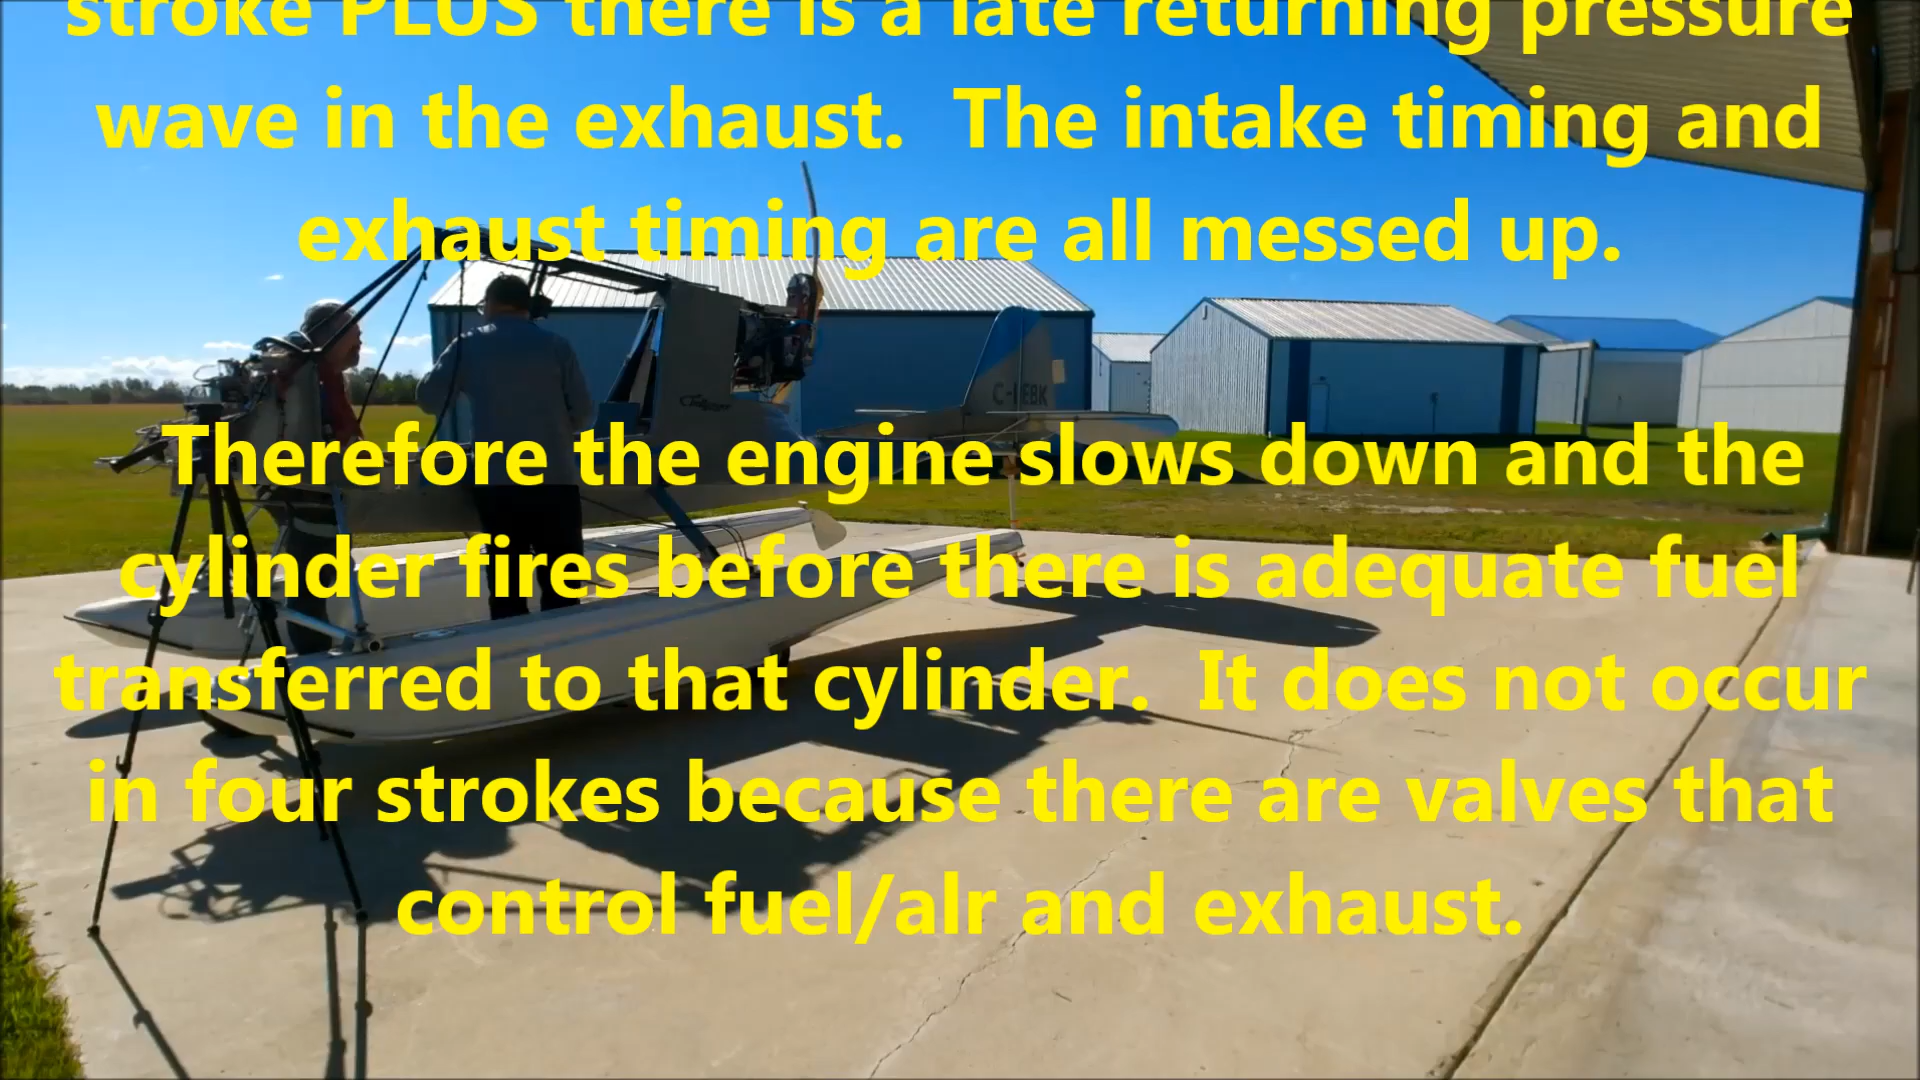 stroke PLUS there is a late returning pressure
wave in the exhaust. The intake timing and
exhaust timing are all messed up.
Therefore the engine slows down and the
cylinder fires before there is adequate fuel
transferred to that cylinder. It does not occur
in four strokes because there are valves that
control fuel/alr and exhaust.